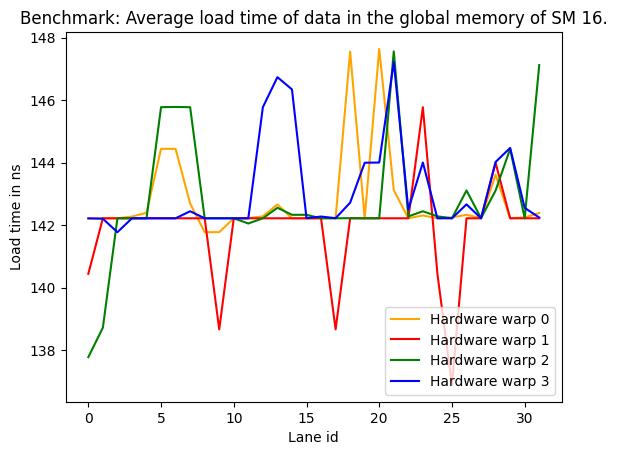 Benchmark: Average load time of data in the global memory of SM 16.
148
146
144
142
140
138
Load time in ns
0
5
10
15
20
25
30
Lane id
Hardware warp 0
Hardware warp 1
Hardware warp 2
Hardware warp 3